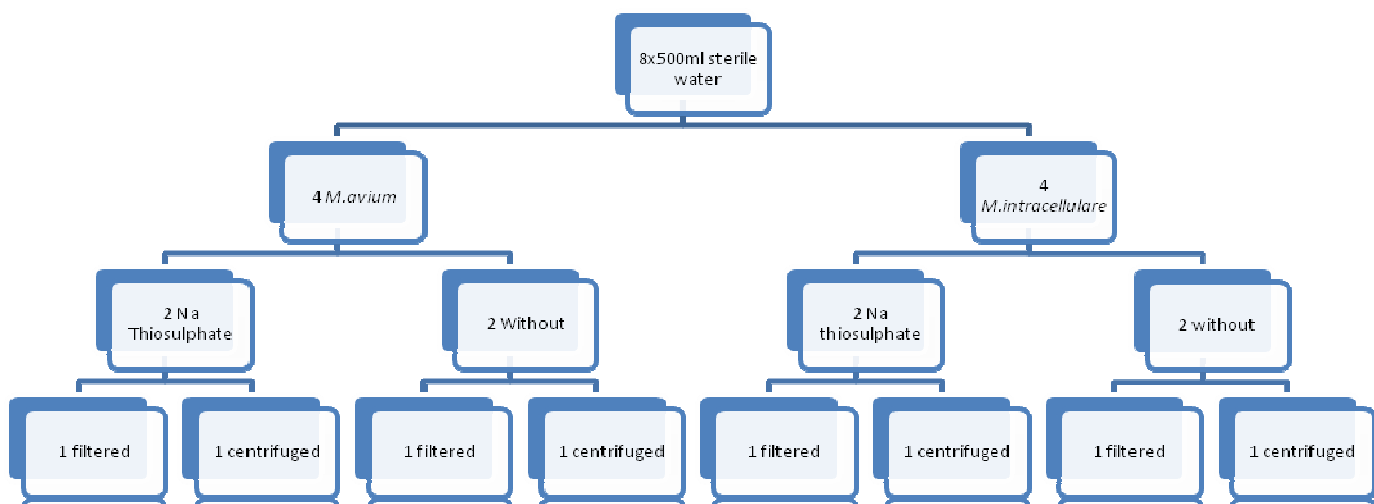 8x500ml sterile
water
4 M.avium
4
M.intracellulare
2 Na
Thiosulphate
2 Without
2 Na
thiosulphate
2 without
1 filtered
1 centrifuged
1 filtered
1 centrifuged
1 filtered
1 centrifuged
1 filtered
1 centrifuged